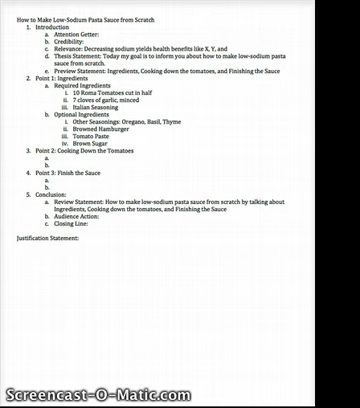 How to Make Low-Sodium Pasta Sauce from Scratch
1. Introduction
a. Attention Getter:
b. Credibility:
c. Relevance: Decreasing sodium yields health benefits like X, Y, and
d. Thesis Statement: Today my goal is to inform you about how to make low-sodium pasta
sauce from scratch.
e. Preview Statement: Ingredients, Cooking down the tomatoes, and Finishing the Sauce
2. Point 1: Ingredients
a. Required Ingredients
i. 10 Roma Tomatoes cut in half
ii. 7 cloves of garlic, minced
iii. Italian Seasoning
b. Optional Ingredients
i. Other Seasonings: Oregano, Basil, Thyme
ii. Browned Hamburger
iii. Tomato Paste
iv. Brown Sugar
3. Point 2: Cooking Down the Tomatoes
a.
b.
4. Point 3: Finish the Sauce
a.
b.
5. Conclusion:
a. Review Statement: How to make low-sodium pasta sauce from scratch by talking about
Ingredients, Cooking down the tomatoes, and Finishing the Sauce
b. Audience Action:
c. Closing Line:
Justification Statement:
Screencast-O-Matic.com